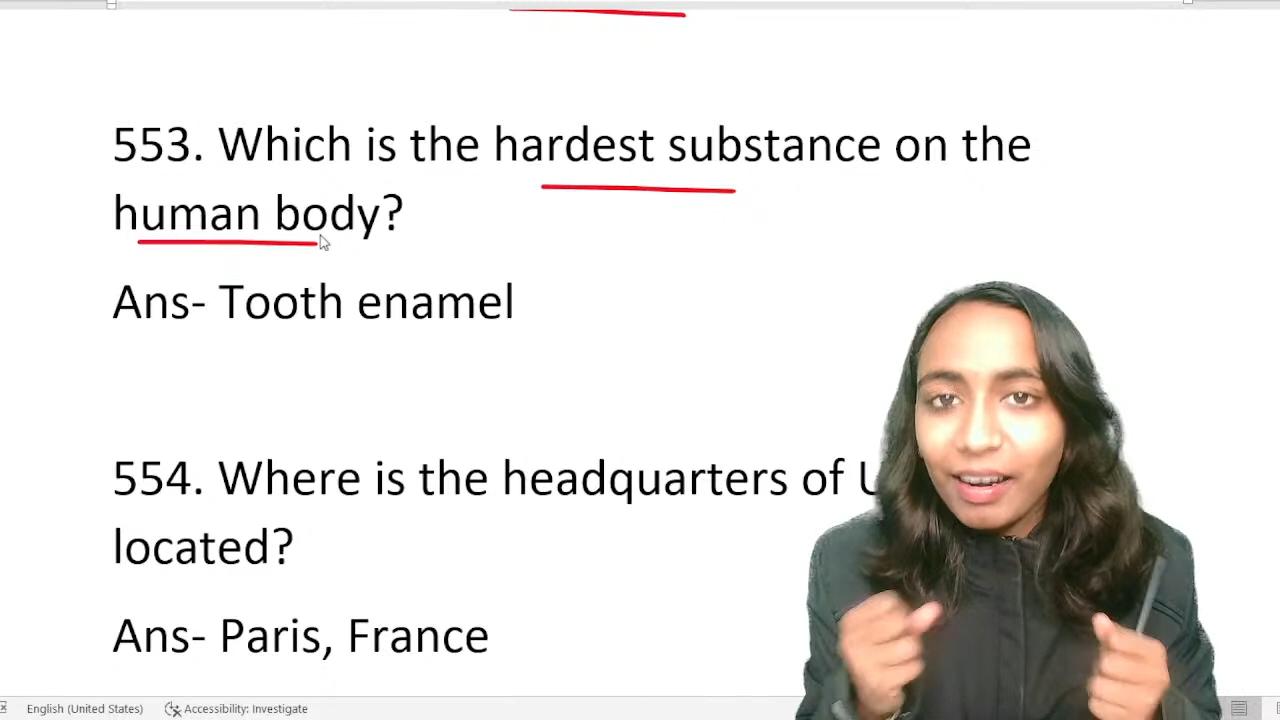 553. Which is the hardest substance on the
human body?
Ans- Tooth enamel
554. Where is the headquarters of
located?
Ans- Paris, France
English (United States) Accessibility: Investigate